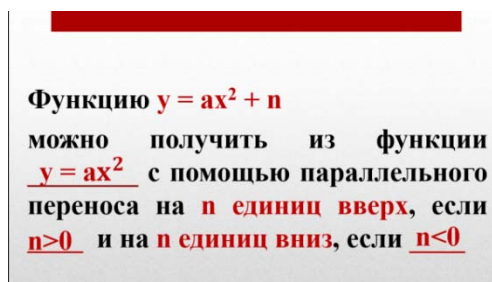 Функцию y = ax² + n
можно получить из функции
y = ax² с помощью параллельного
переноса на n единиц вверх, если
n>0 и на n единиц вниз, если n<0